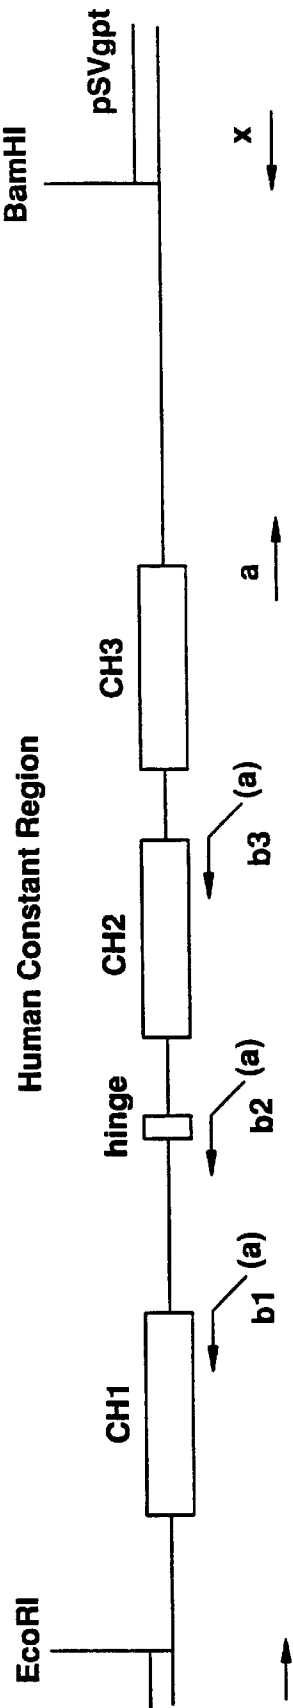 Human Constant Region
EcoRI
CH1
hinge
CH2
CH3
BamHI
pSVgpt
b1
(a)
b2
(a)
b3
(a)
a
x